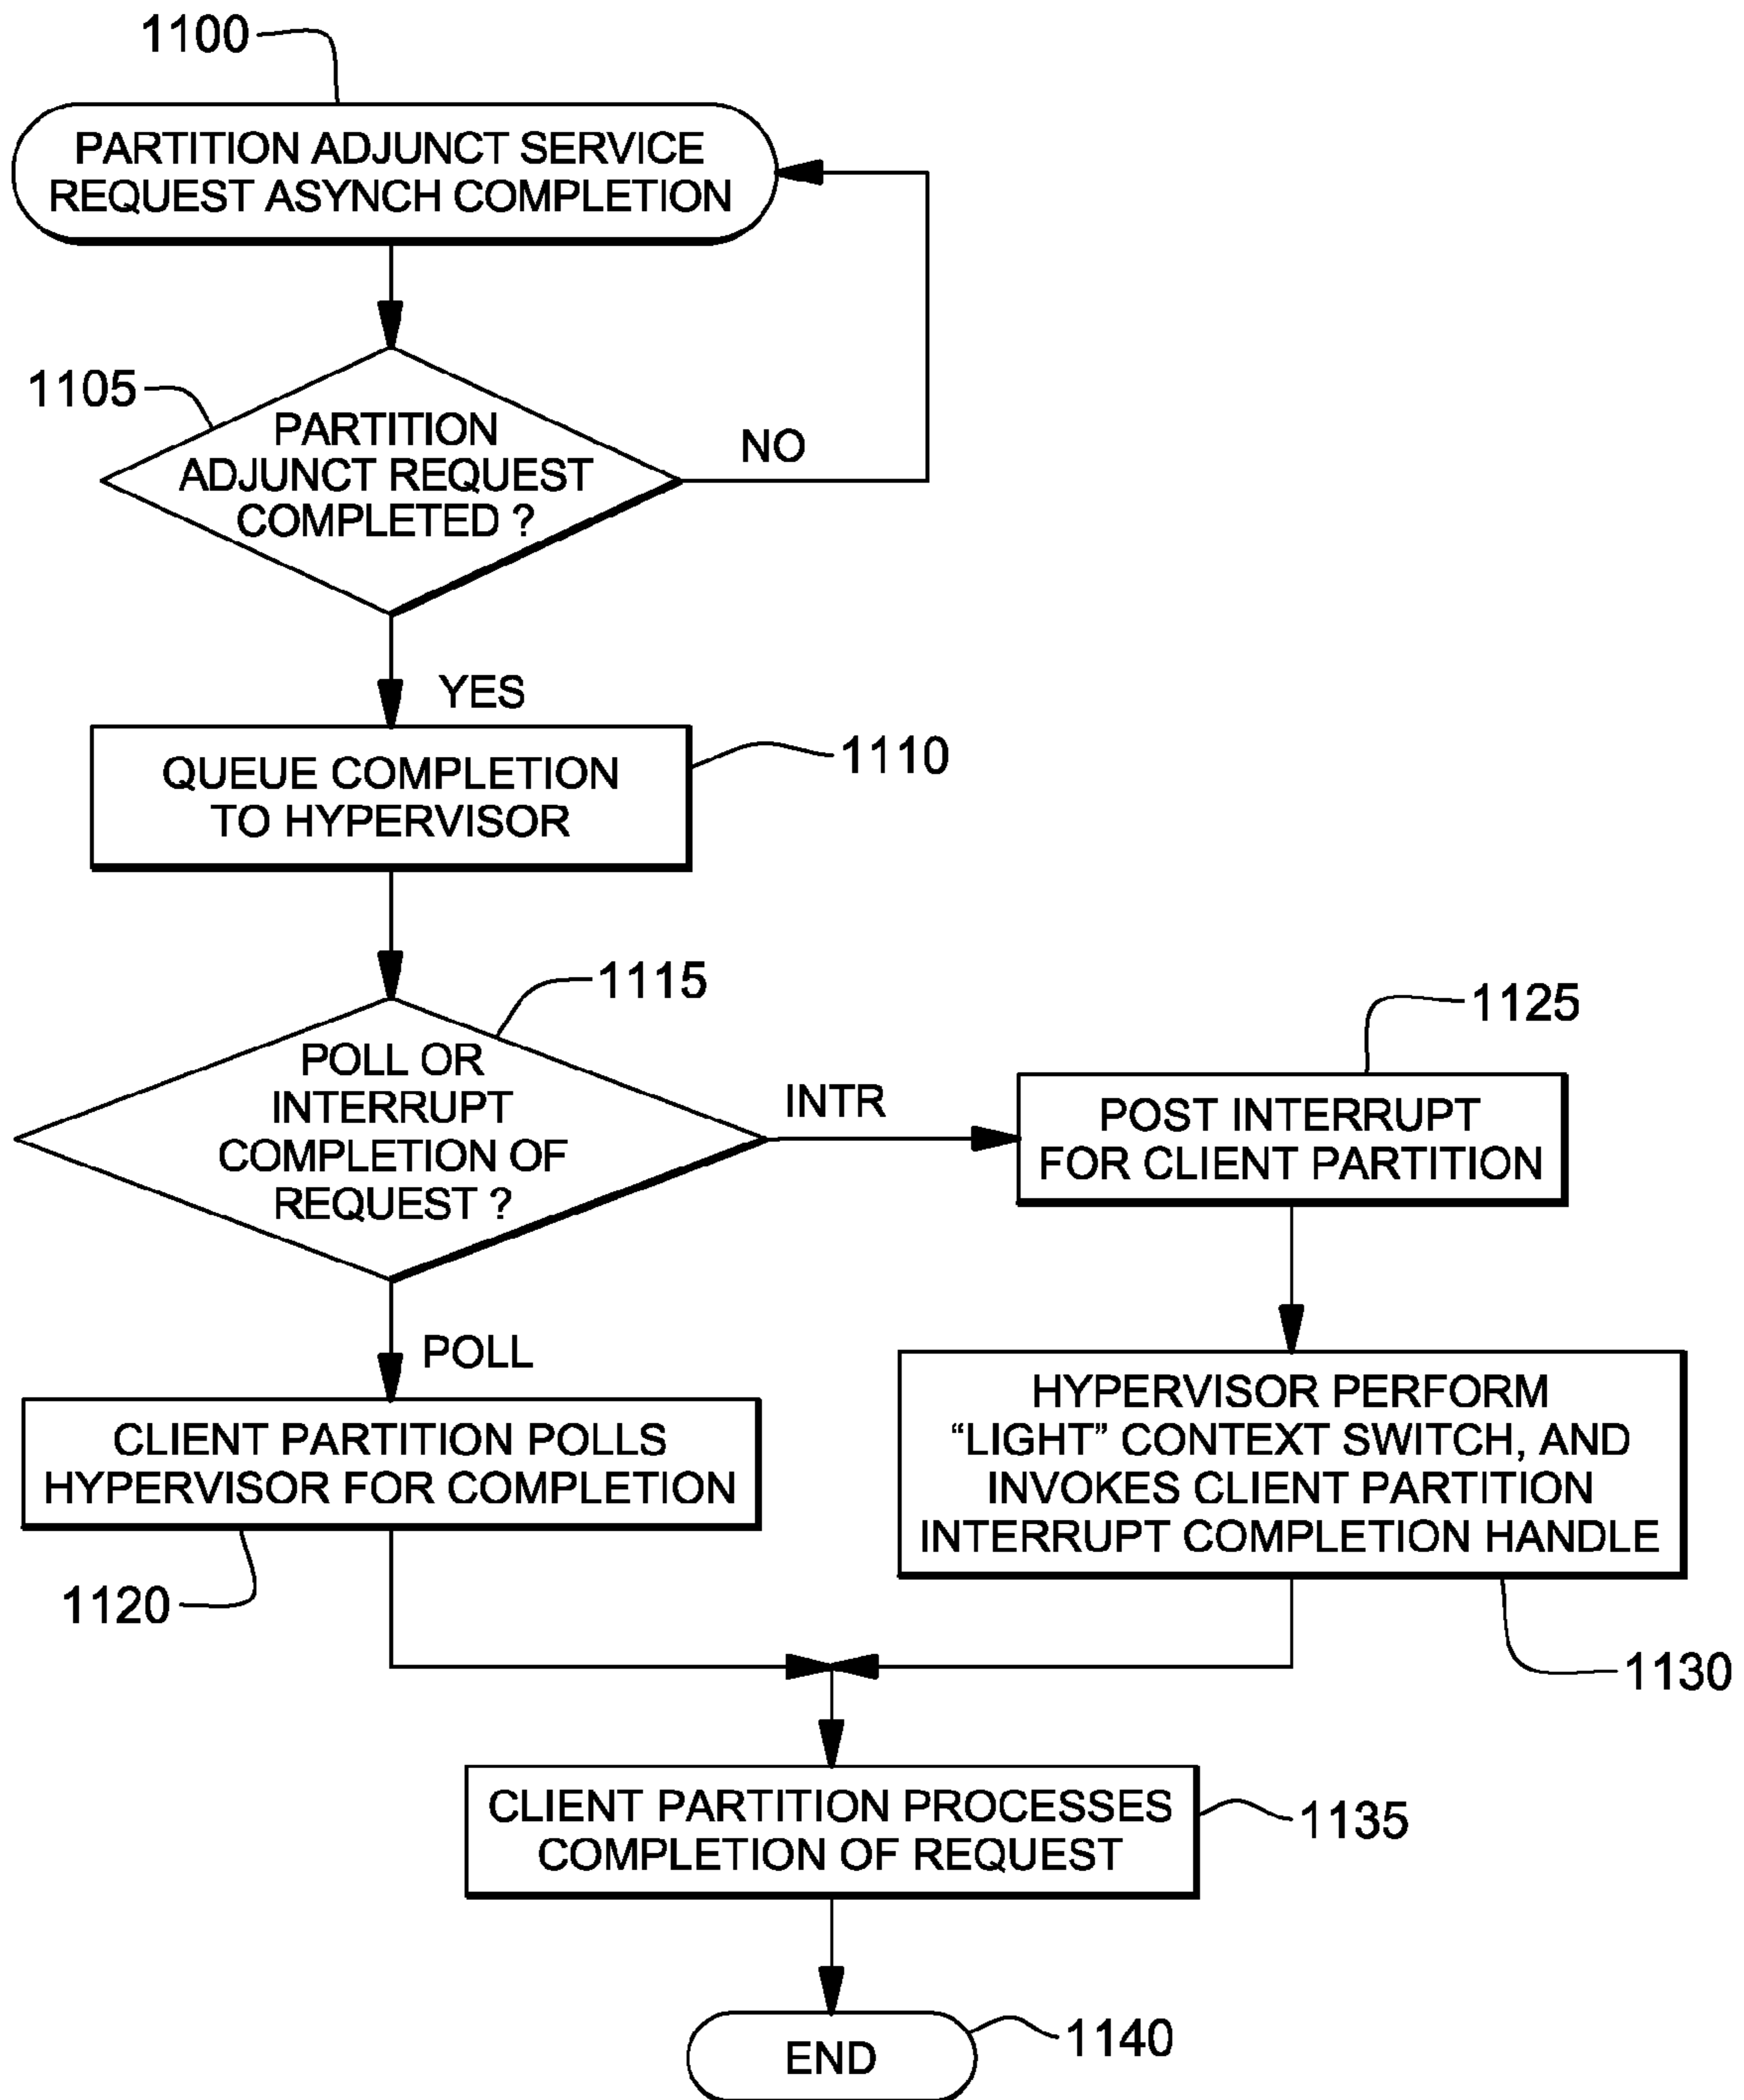 1100
PARTITION ADJUNCT SERVICE
REQUEST ASYNCH COMPLETION
1105
PARTITION
ADJUNCT REQUEST
COMPLETED ?
NO
YES
QUEUE COMPLETION
TO HYPERVISOR
1110
1115
POLL OR
INTERRUPT
COMPLETION OF
REQUEST ?
INTR
1125
POST INTERRUPT
FOR CLIENT PARTITION
POLL
CLIENT PARTITION POLLS
HYPERVISOR FOR COMPLETION
1120
HYPERVISOR PERFORM
“LIGHT” CONTEXT SWITCH, AND
INVOKES CLIENT PARTITION
INTERRUPT COMPLETION HANDLE
1130
CLIENT PARTITION PROCESSES
COMPLETION OF REQUEST
1135
END
1140